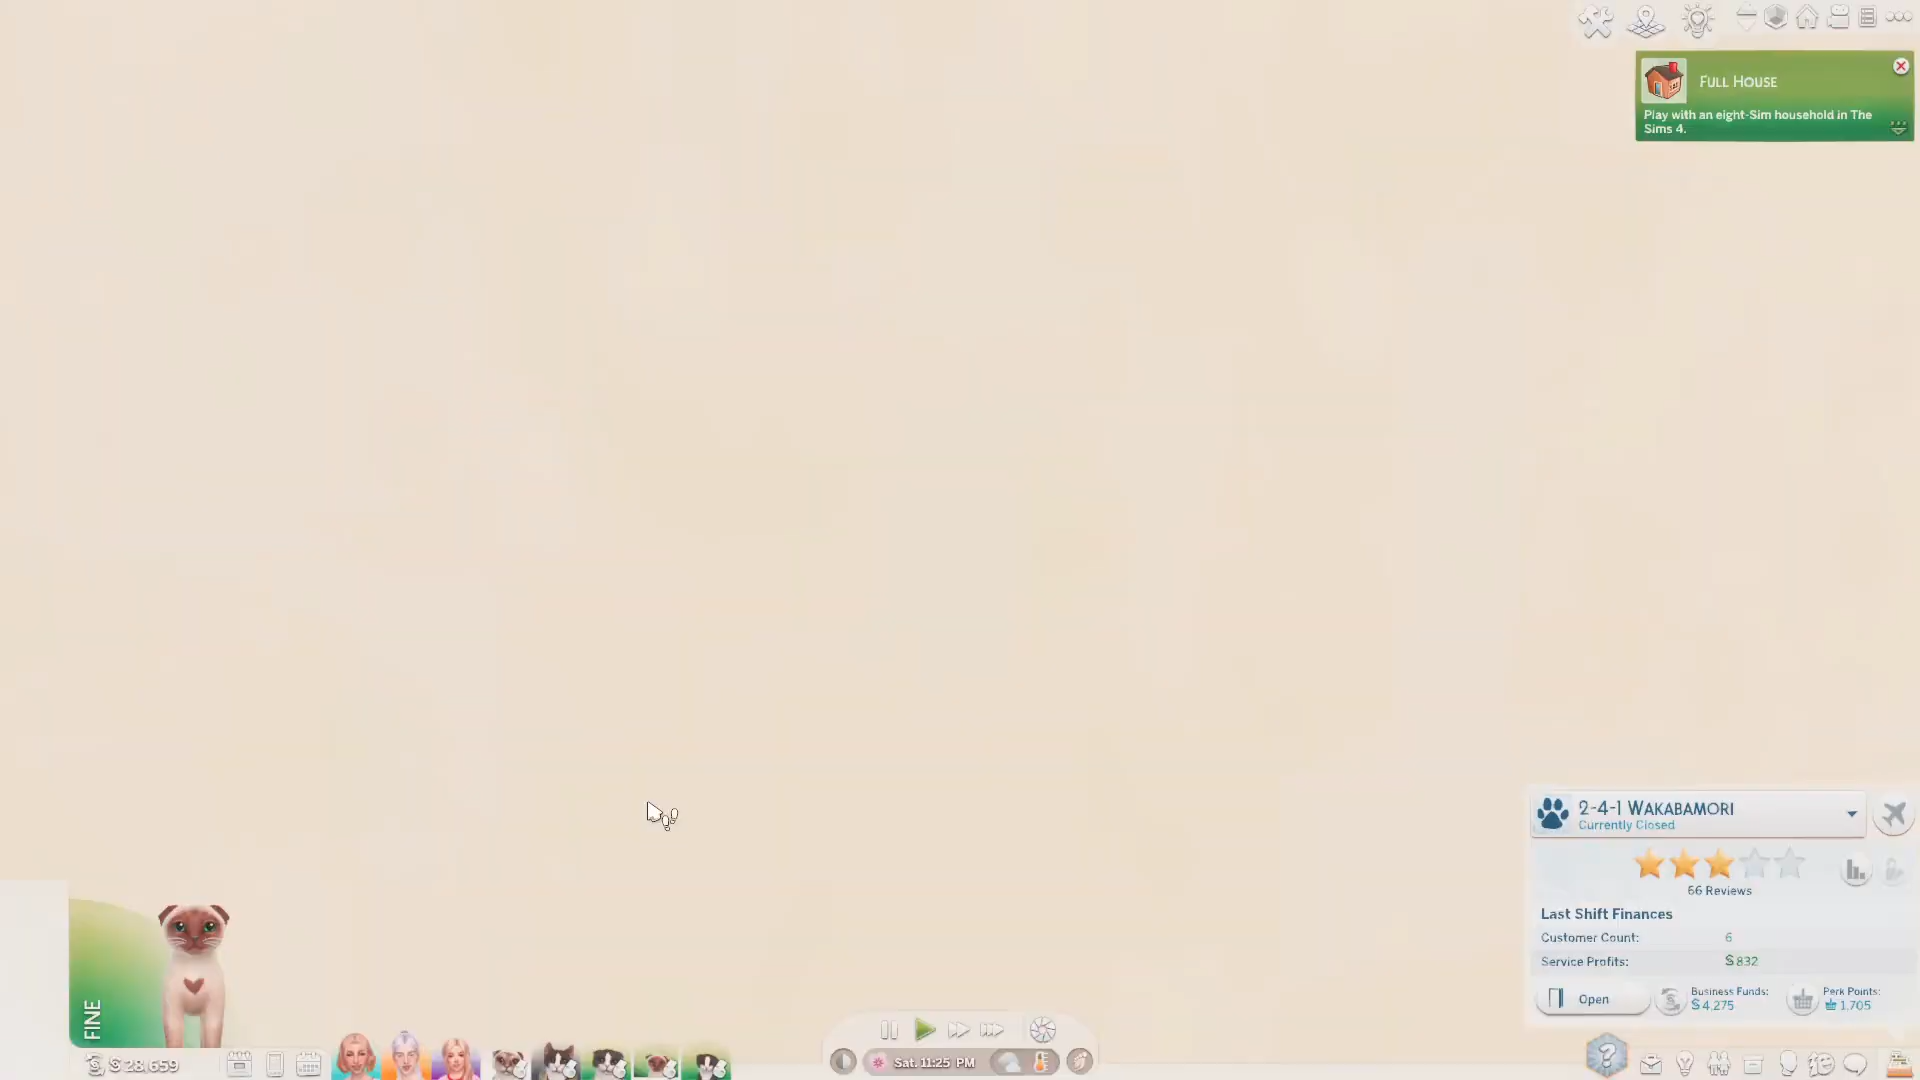 FULL HOUSE
Play with an eight-Sim household in The
Sims 4.
2-4-1 WAKABAMORI
Currently Closed
66 Reviews
Last Shift Finances
Customer Count: 6
Service Profits: §832
Open
Business Funds:
§4,275
Perk Points:
1,705
FINE
§28,659
Sat. 11:25 PM